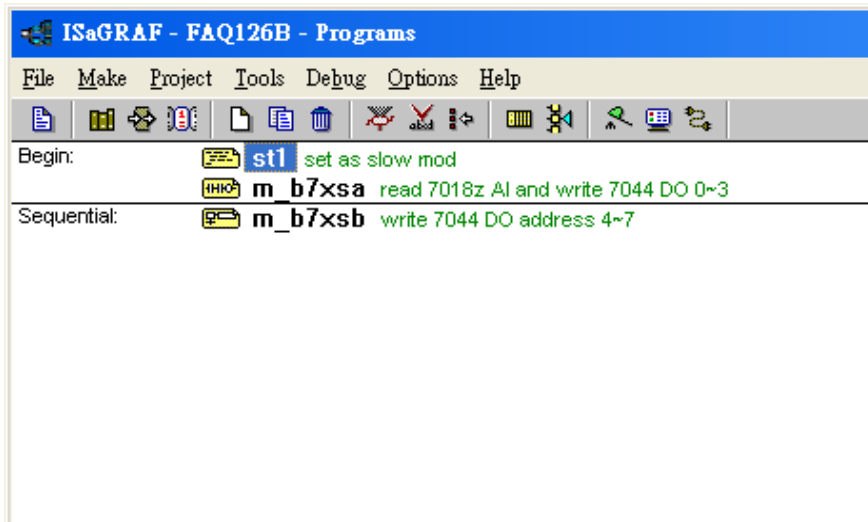 ISaGRAF - FAQ126B - Programs
File Make Project Tools Debug Options Help
Begin: st1 set as slow mod
m_b7xsa read 7018z AI and write 7044 DO 0~3
Sequential: m_b7xsb write 7044 DO address 4~7